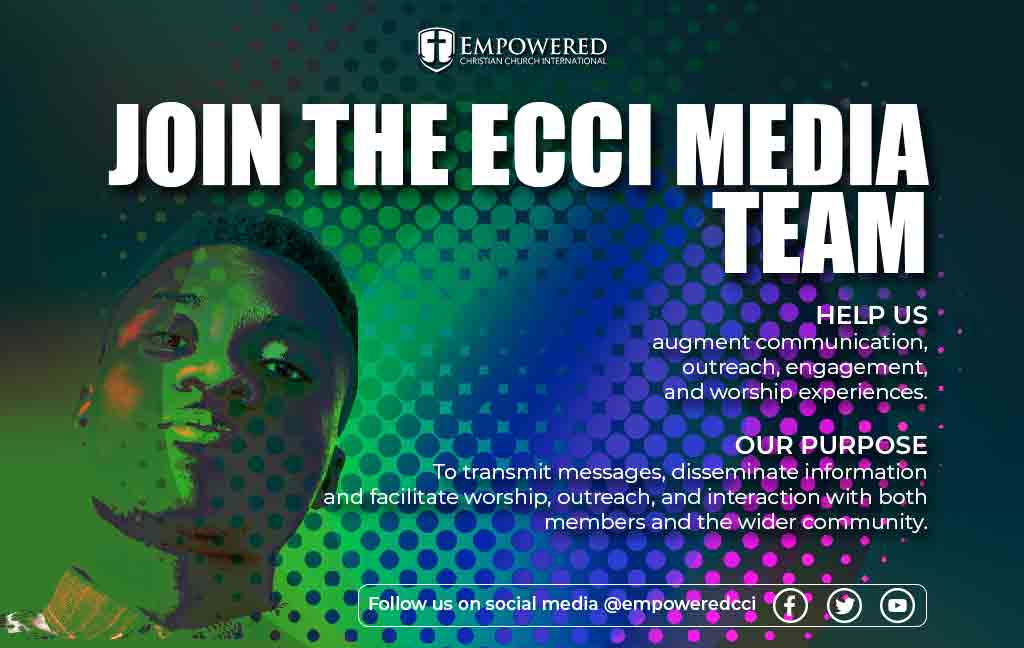 EMPOWERED
CHRISTIAN CHURCH INTERNATIONAL
JOIN THE ECCI MEDIA
TEAM
HELP US
augment communication,
outreach, engagement,
and worship experiences.
OUR PURPOSE
To transmit messages, disseminate information
and facilitate worship, outreach, and interaction with both
members and the wider community.
Follow us on social media @empoweredcci